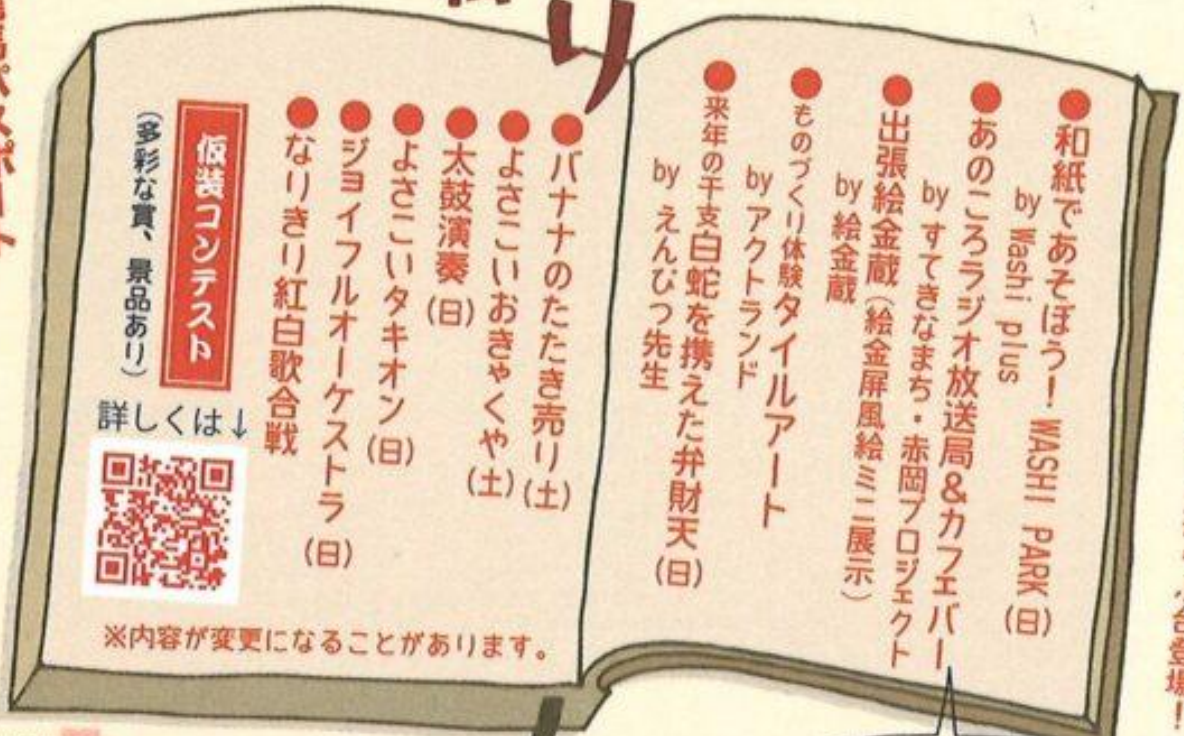 り
●和紙であそぼう！ WASHI PARK（日）
by Washi plus
●あのころラジオ放送局＆カフェバー
by すてきなまち・赤岡プロジェクト
●出張絵金蔵（絵金屏風絵ミニ展示）
by 絵金蔵
●ものづくり体験タイルアート
by アクトランド
●来年の干支白蛇を携えた弁財天（日）
by えんぴつ先生
●バナナのたたき売り（土）
●よさこいおきゃくや（土）
●太鼓演奏（日）
●よさこいタキオン（日）
●ジョイフルオーケストラ（日）
●なりきり紅白歌合戦
仮装コンテスト
（多彩な賞、景品あり）
詳しくは↓
※内容が変更になることがあります。
パスポート
台登場！